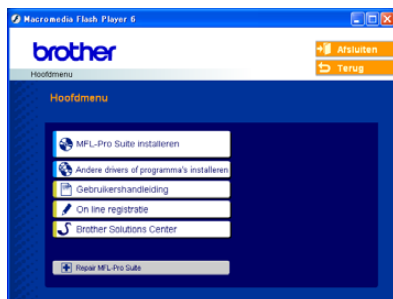 Macromedia Flash Player 6
brother
Afsluiten
Terug
Hoofdmenu
Hoofdmenu
MFL-Pro Suite installeren
Andere drivers of programma's installeren
Gebruikershandleiding
On line registratie
Brother Solutions Center
Repair MFL-Pro Suite